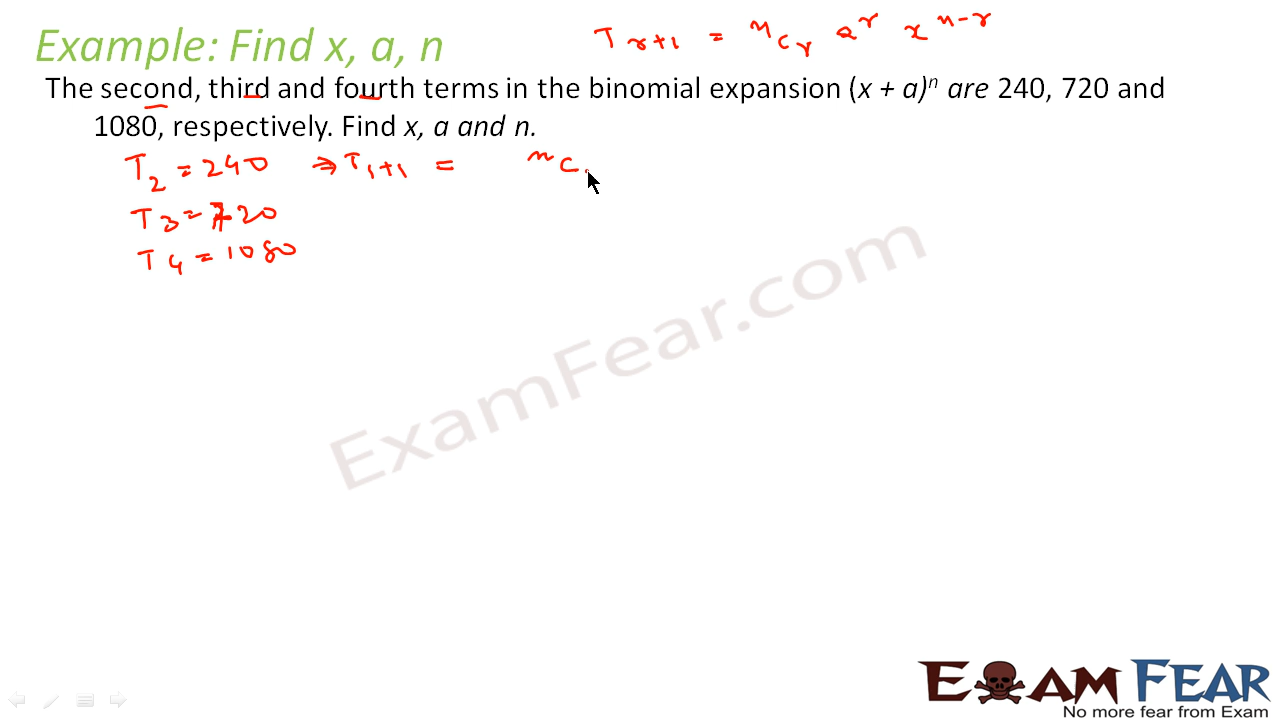 Example: Find x, a, n
T r+1 = nCr a^r x^n-r
The second, third and fourth terms in the binomial expansion (x + a)^n are 240, 720 and
1080, respectively. Find x, a and n.
T2 = 240 ⇒ T1+1 = nC
T3 = 720
T4 = 1080
ExamFear.com
EXAM FEAR
No more fear from Exam